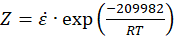 Z = ε̇ · exp(−209982/RT)